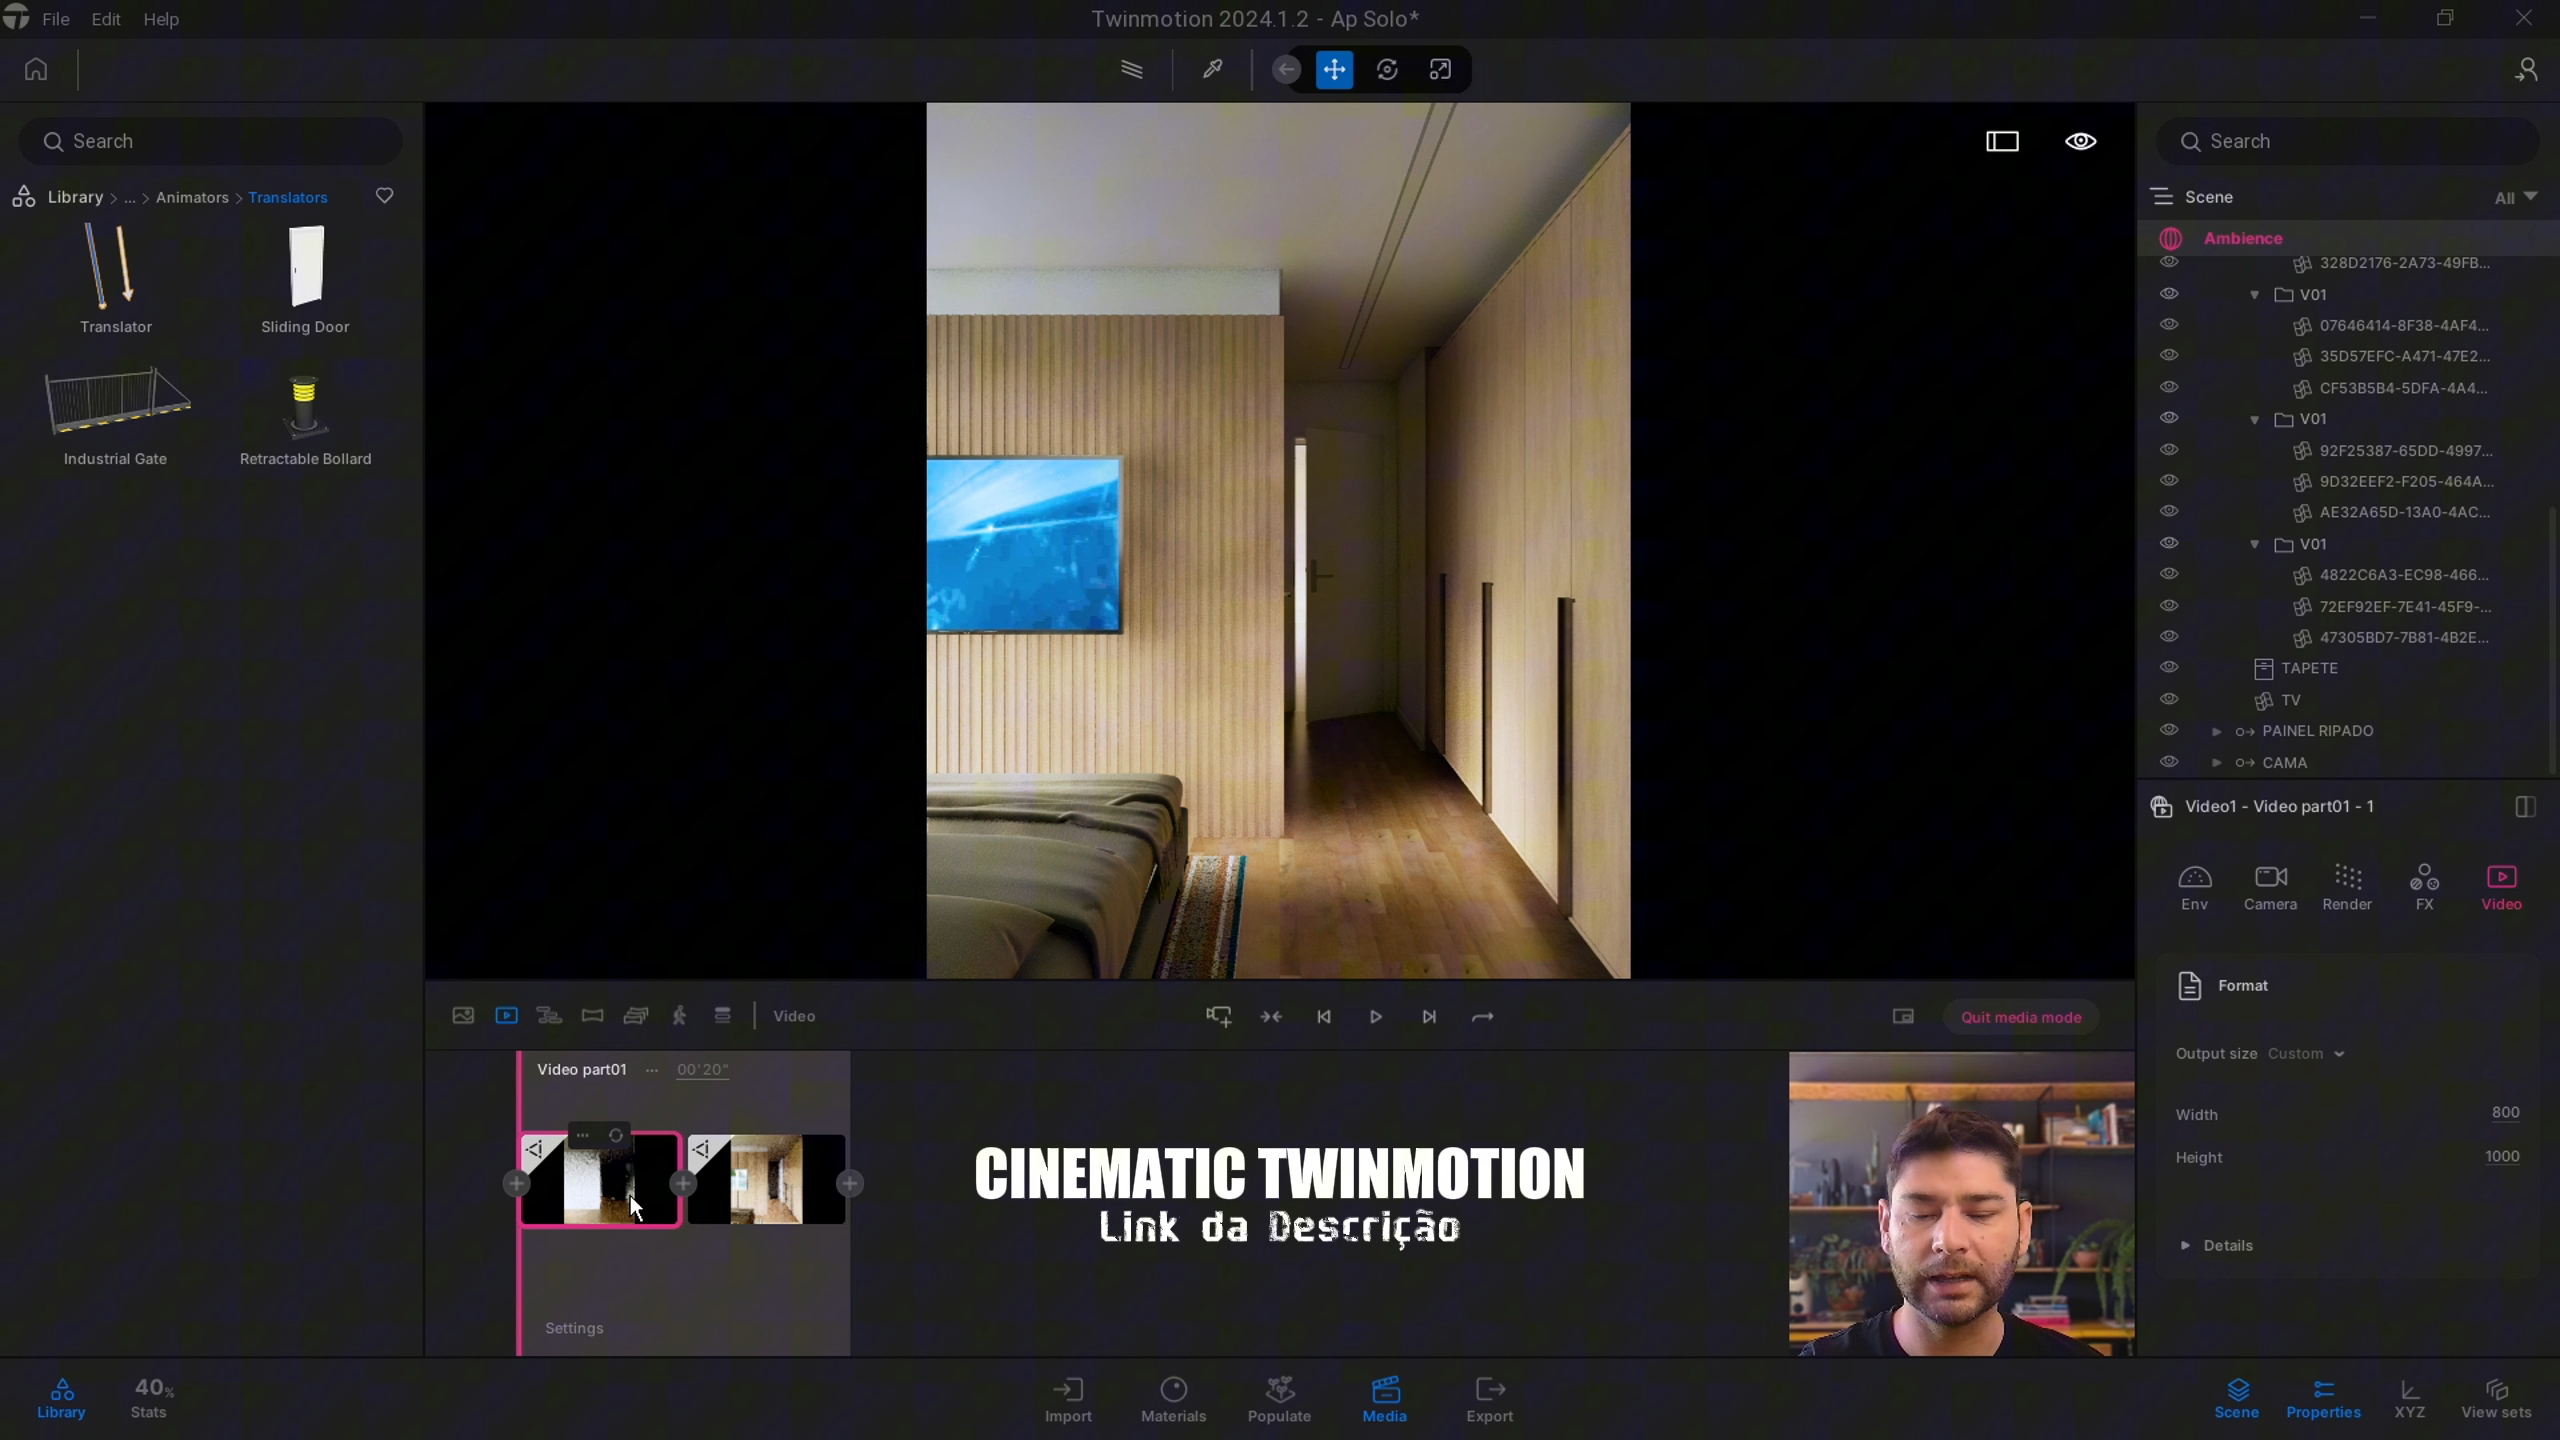 File Edit Help
Twinmotion 2024.1.2 - Ap Solo*
Search
Library > ... > Animators > Translators
Translator
Sliding Door
Industrial Gate
Retractable Bollard
Search
Scene
All
Ambience
328D2176-2A73-49FB...
V01
07646414-8F38-4AF4...
35D57EFC-A471-47E2...
CF53B5B4-5DFA-4A4...
V01
92F25387-65DD-4997...
9D32EEF2-F205-464A...
AE32A65D-13A0-4AC...
V01
4822C6A3-EC98-466...
72EF92EF-7E41-45F9-...
47305BD7-7B81-4B2E...
TAPETE
TV
PAINEL RIPADO
CAMA
Video1 - Video part01 - 1
Env Camera Render FX Video
Format
Output size Custom
Width 800
Height 1000
Details
Video
Quit media mode
Video part01 ... 00'20"
Settings
CINEMATIC TWINMOTION
Link da Descrição
Library
40%
Stats
Import Materials Populate Media Export
Scene Properties XYZ View sets